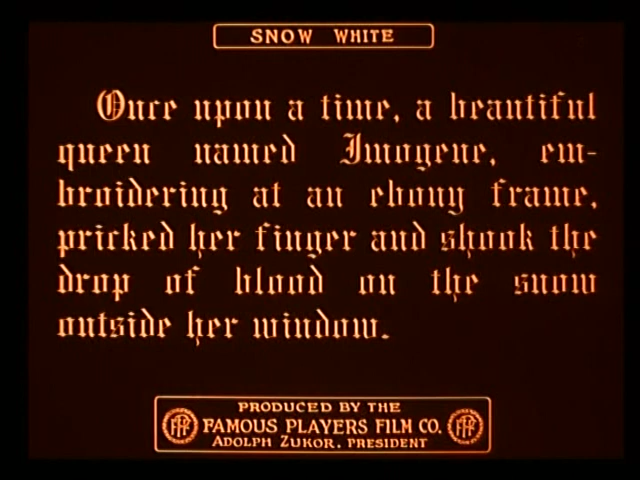 SNOW WHITE
Once upon a time, a beautiful
queen named Imogene, em-
broidering at an ebony frame,
pricked her finger and shook the
drop of blood on the snow
outside her window.
PRODUCED BY THE
FAMOUS PLAYERS FILM CO.
ADOLPH ZUKOR, PRESIDENT